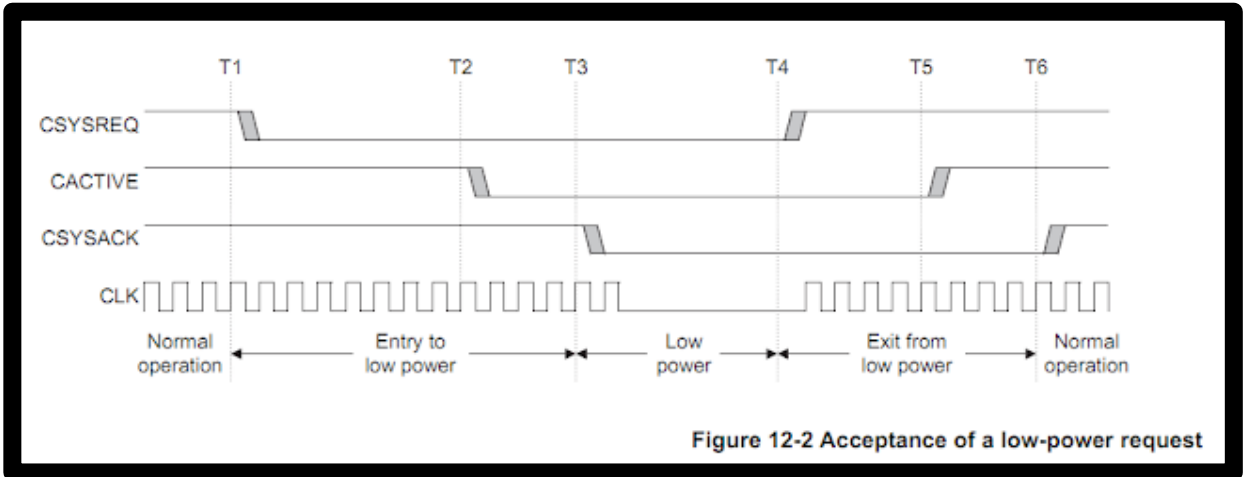 T1 T2 T3 T4 T5 T6
CSYSREQ
CACTIVE
CSYSACK
CLK
Normal Entry to Low Exit from Normal
operation low power power low power operation
Figure 12-2 Acceptance of a low-power request